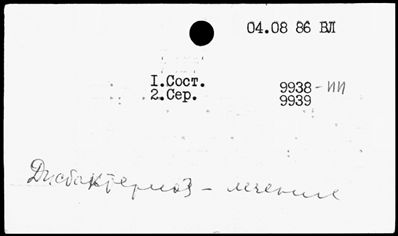 04.08 86 ВЛ
1.Сост. 9938-ИИ
2.Сер. 9939
Дисбактериоз - лечение